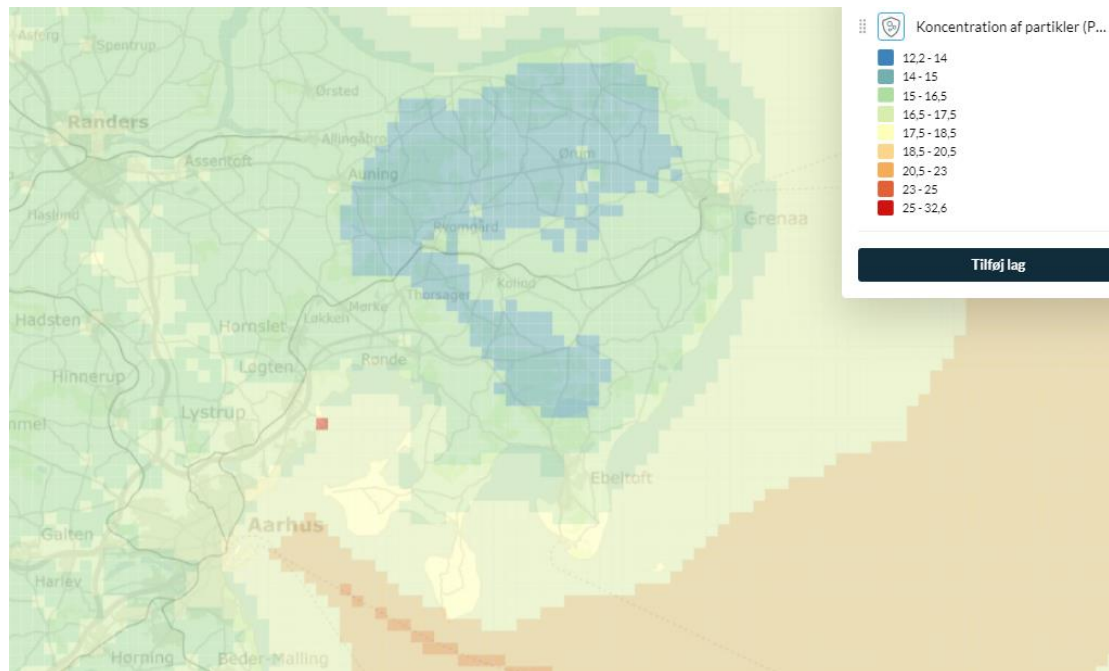 Asferg
Spentrup
Ørsted
Randers
Allingåbro
Assentoft
Auning
Ørum
Haslund
Ryomgård
Grenaa
Kolind
Thorsager
Mørke
Hadsten
Hornslet
Løkken
Rønde
Løgten
Hinnerup
Lystrup
Ebeltoft
Aarhus
Galten
Harlev
Hørning
Beder-Malling
Koncentration af partikler (P...
12,2 - 14
14 - 15
15 - 16,5
16,5 - 17,5
17,5 - 18,5
18,5 - 20,5
20,5 - 23
23 - 25
25 - 32,6
Tilføj lag